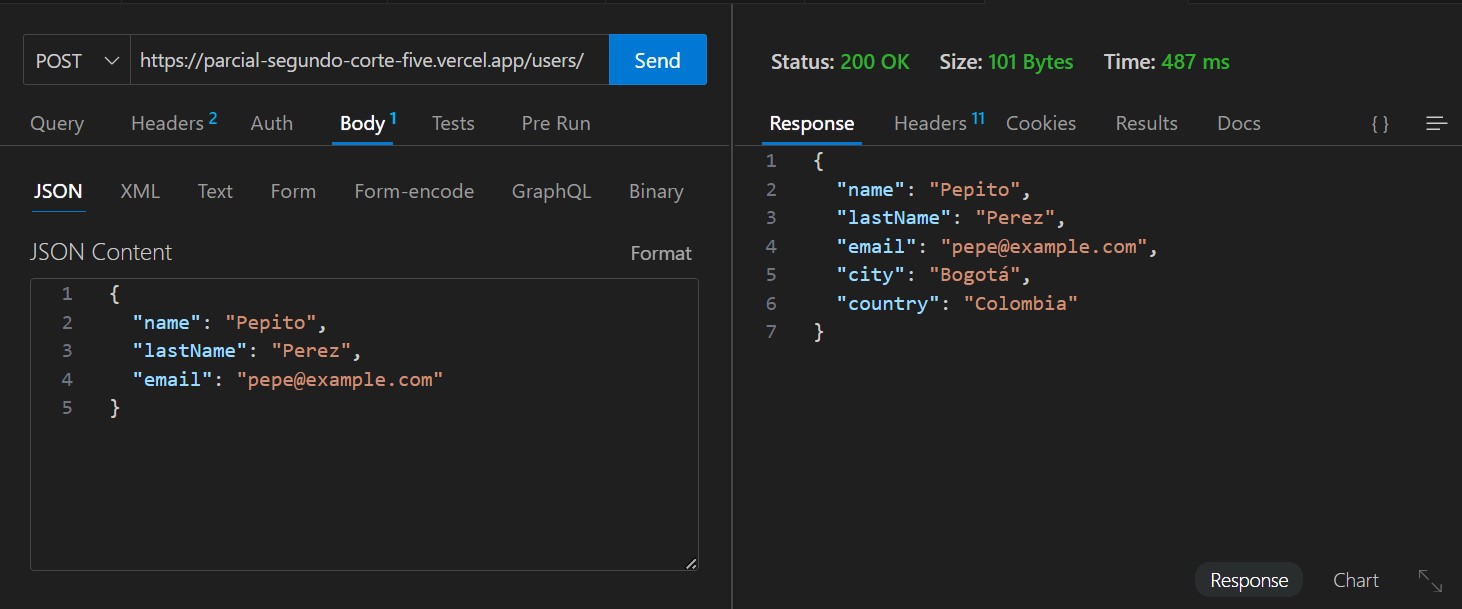 POST https://parcial-segundo-corte-five.vercel.app/users/ Send
Query Headers 2 Auth Body 1 Tests Pre Run
JSON XML Text Form Form-encode GraphQL Binary
JSON Content Format
1 {
2 "name": "Pepito",
3 "lastName": "Perez",
4 "email": "pepe@example.com"
5 }
Status: 200 OK Size: 101 Bytes Time: 487 ms
Response Headers 11 Cookies Results Docs { }
1 {
2 "name": "Pepito",
3 "lastName": "Perez",
4 "email": "pepe@example.com",
5 "city": "Bogotá",
6 "country": "Colombia"
7 }
Response Chart